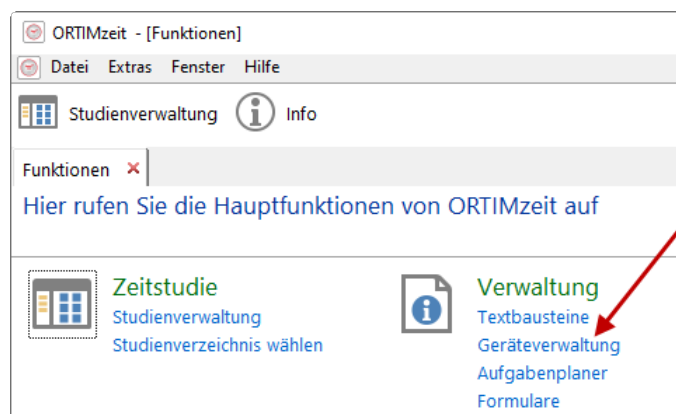 ORTIMzeit - [Funktionen]
Datei Extras Fenster Hilfe
Studienverwaltung Info
Funktionen
Hier rufen Sie die Hauptfunktionen von ORTIMzeit auf
Zeitstudie
Studienverwaltung
Studienverzeichnis wählen
Verwaltung
Textbausteine
Geräteverwaltung
Aufgabenplaner
Formulare